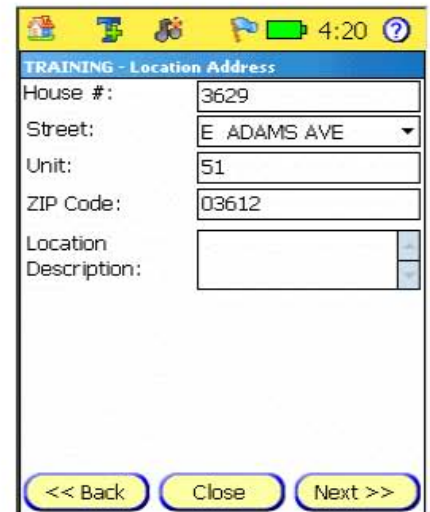 4:20 ?
TRAINING - Location Address
House #: 3629
Street: E ADAMS AVE
Unit: 51
ZIP Code: 03612
Location
Description:
<< Back Close Next >>